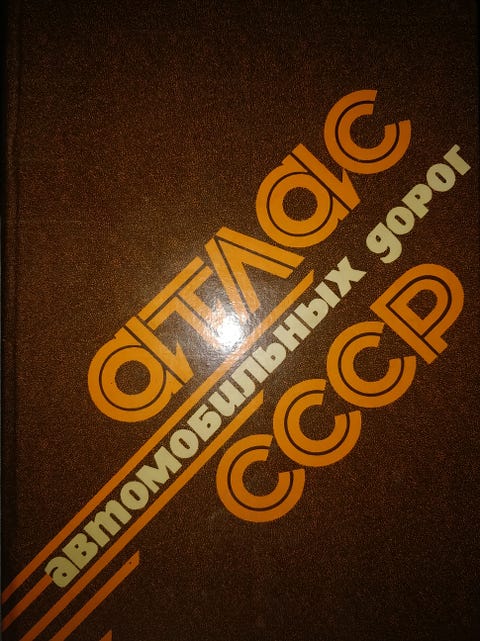 атлас
автомобильных дорог
СССР